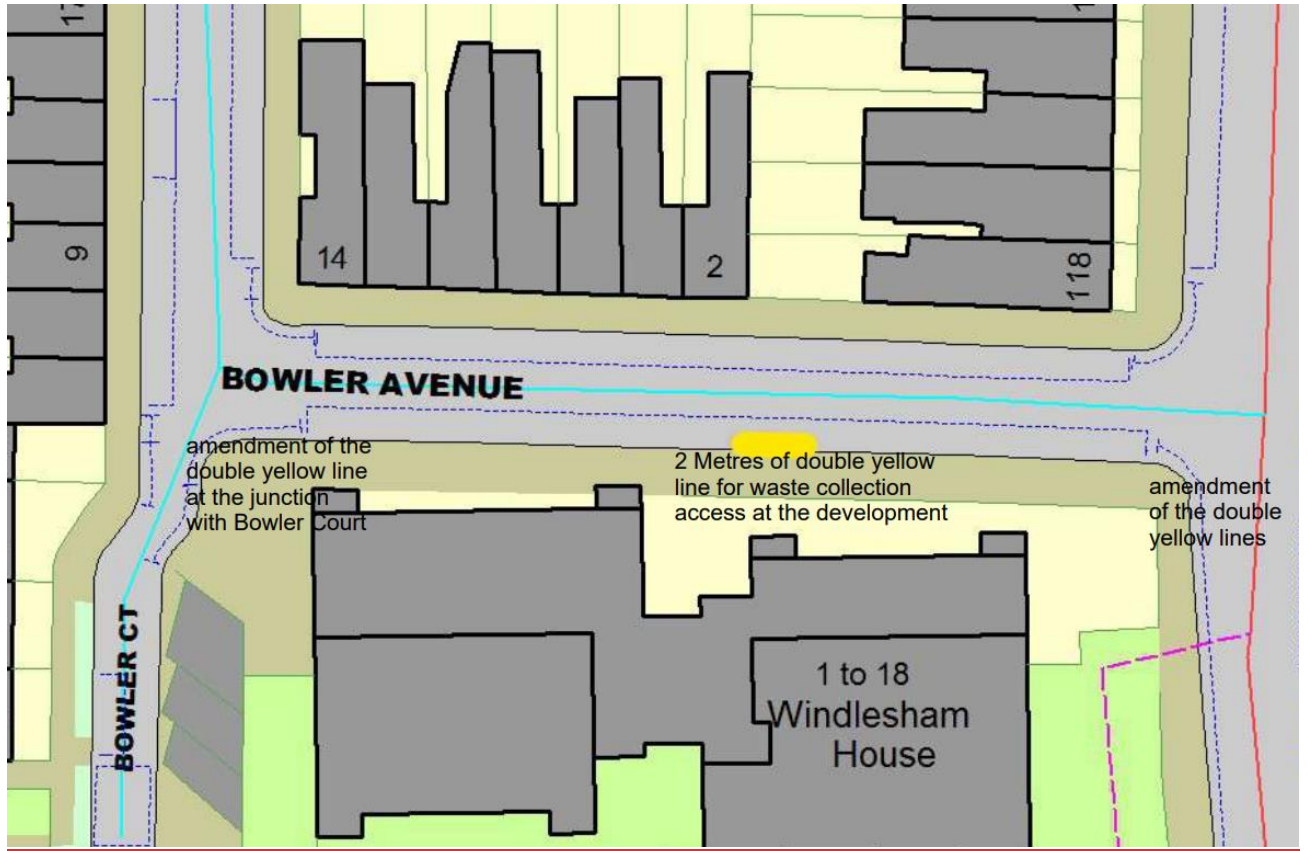 17
1
14
2
118
9
BOWLER AVENUE
amendment of the
double yellow line
at the junction
with Bowler Court
2 Metres of double yellow
line for waste collection
access at the development
amendment
of the double
yellow lines
BOWLER CT
1 to 18
Windlesham
House